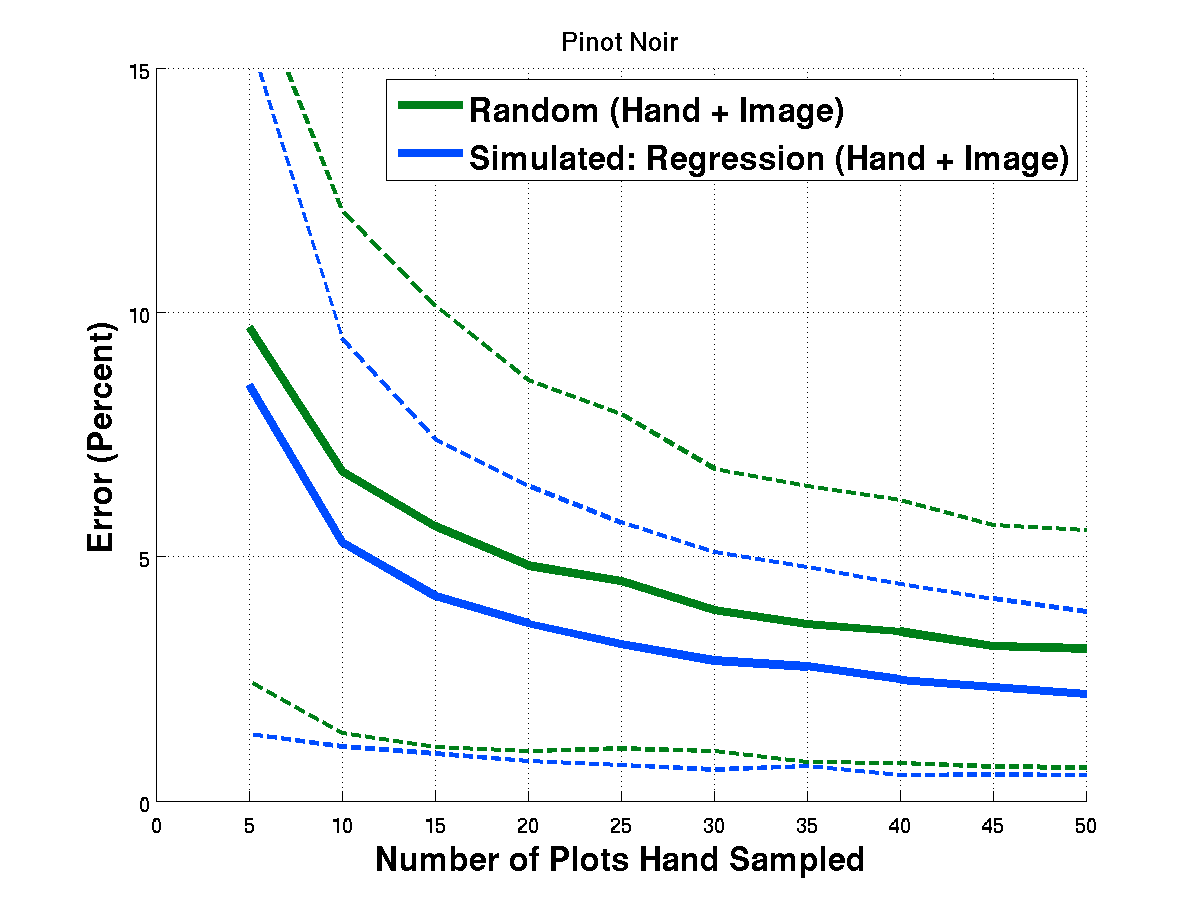 Pinot Noir
Random (Hand + Image)
Simulated: Regression (Hand + Image)
15
10
5
0
Error (Percent)
0 5 10 15 20 25 30 35 40 45 50
Number of Plots Hand Sampled